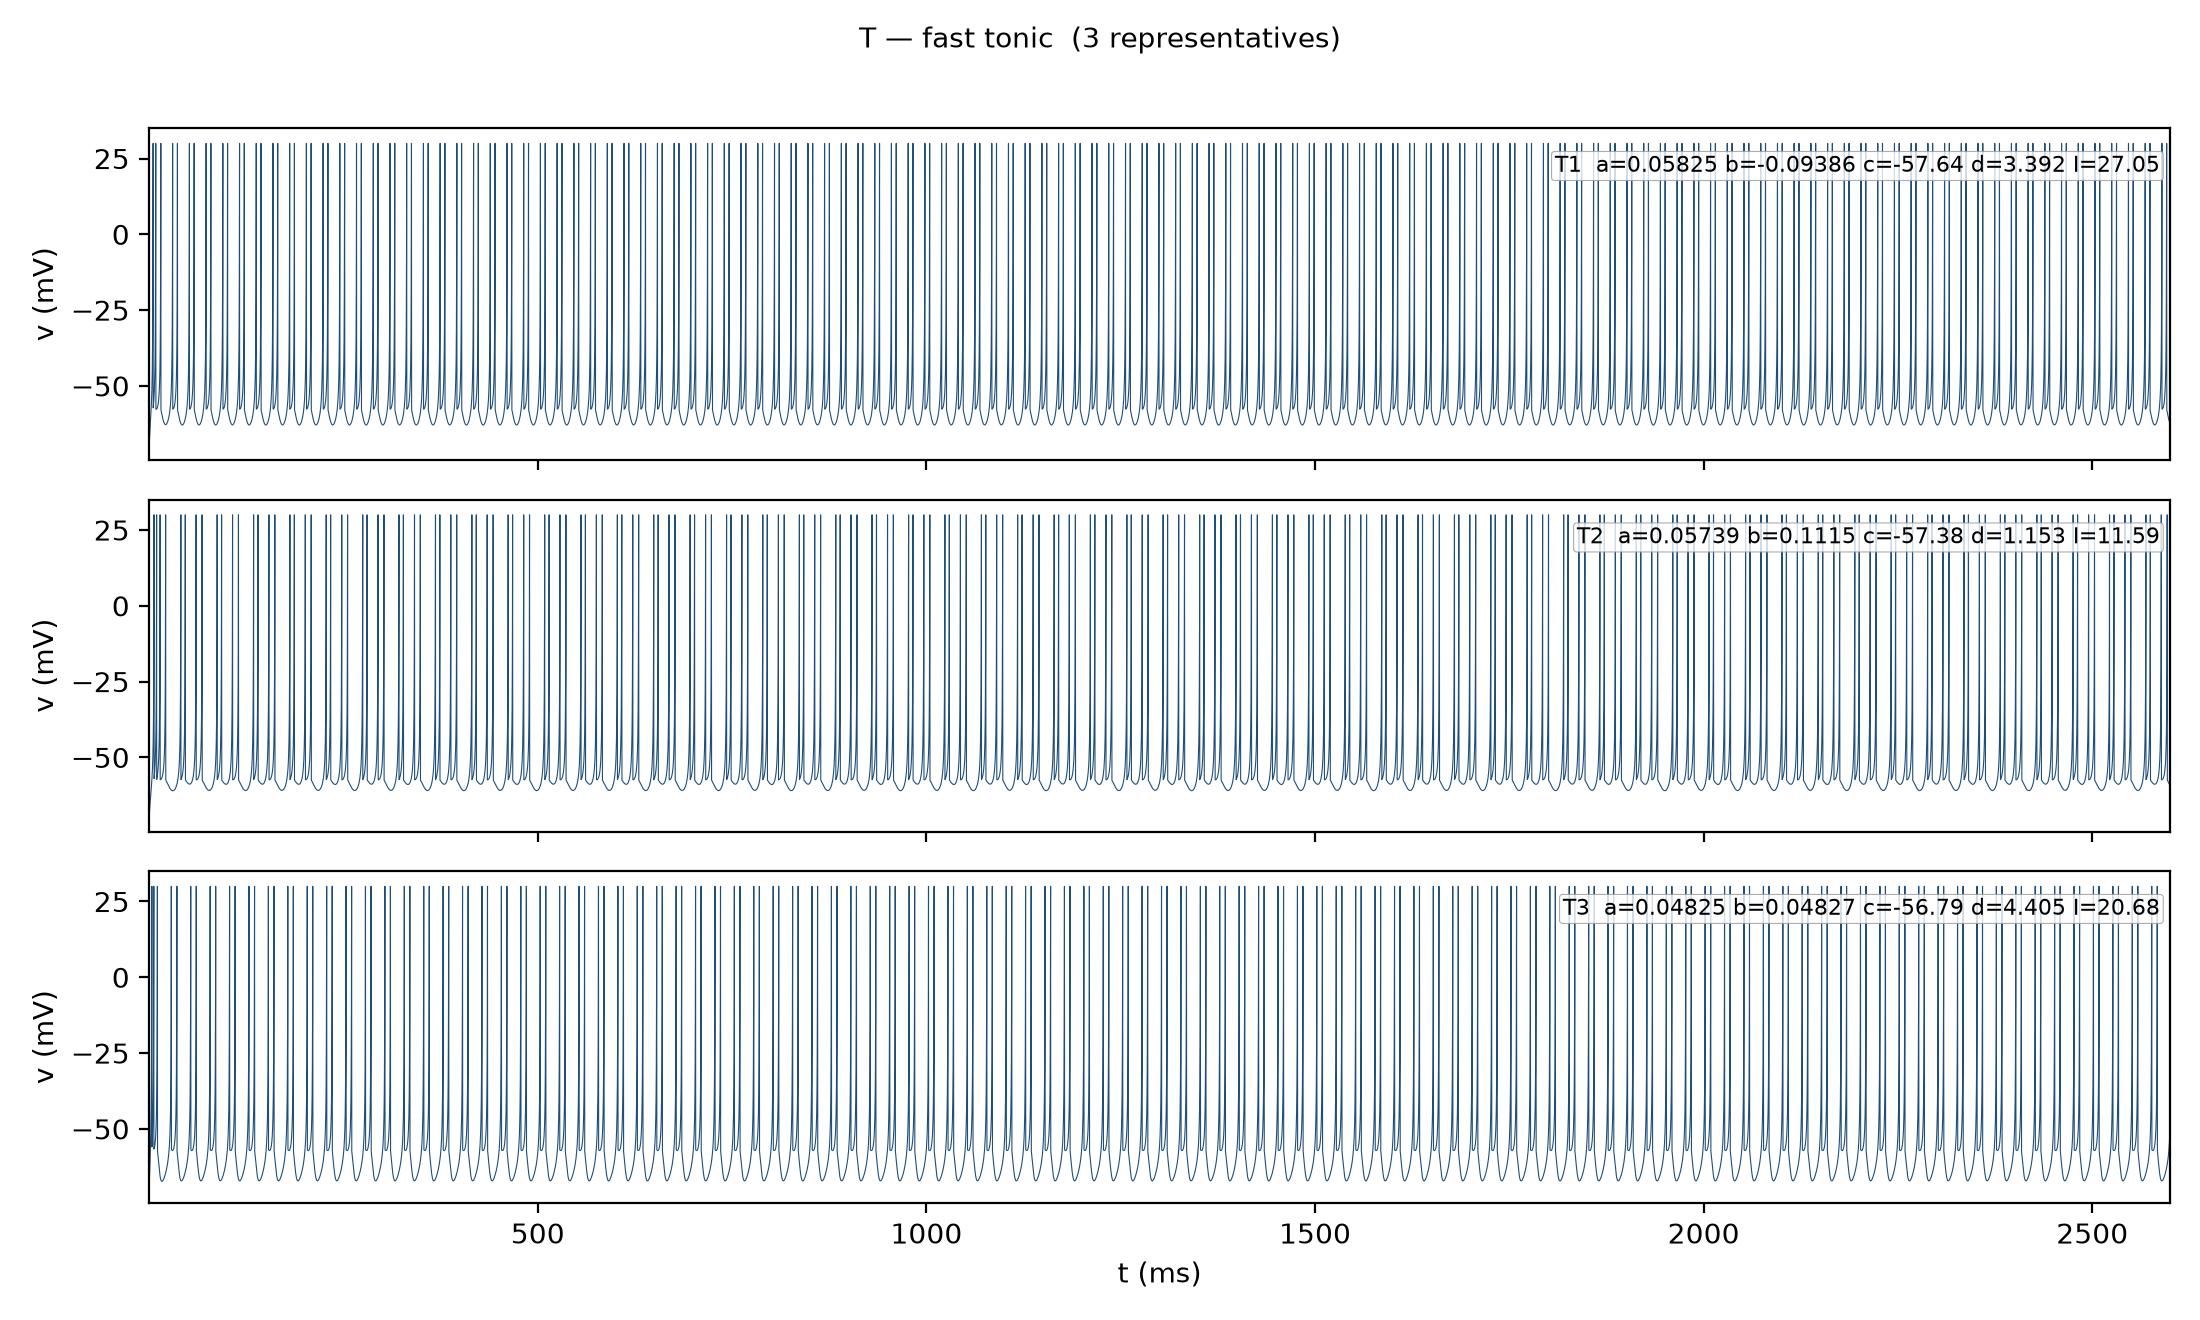 T — fast tonic (3 representatives)
25
0
−25
−50
v (mV)
T1 a=0.05825 b=-0.09386 c=-57.64 d=3.392 I=27.05
25
0
−25
−50
v (mV)
T2 a=0.05739 b=0.1115 c=-57.38 d=1.153 I=11.59
25
0
−25
−50
v (mV)
T3 a=0.04825 b=0.04827 c=-56.79 d=4.405 I=20.68
500 1000 1500 2000 2500
t (ms)